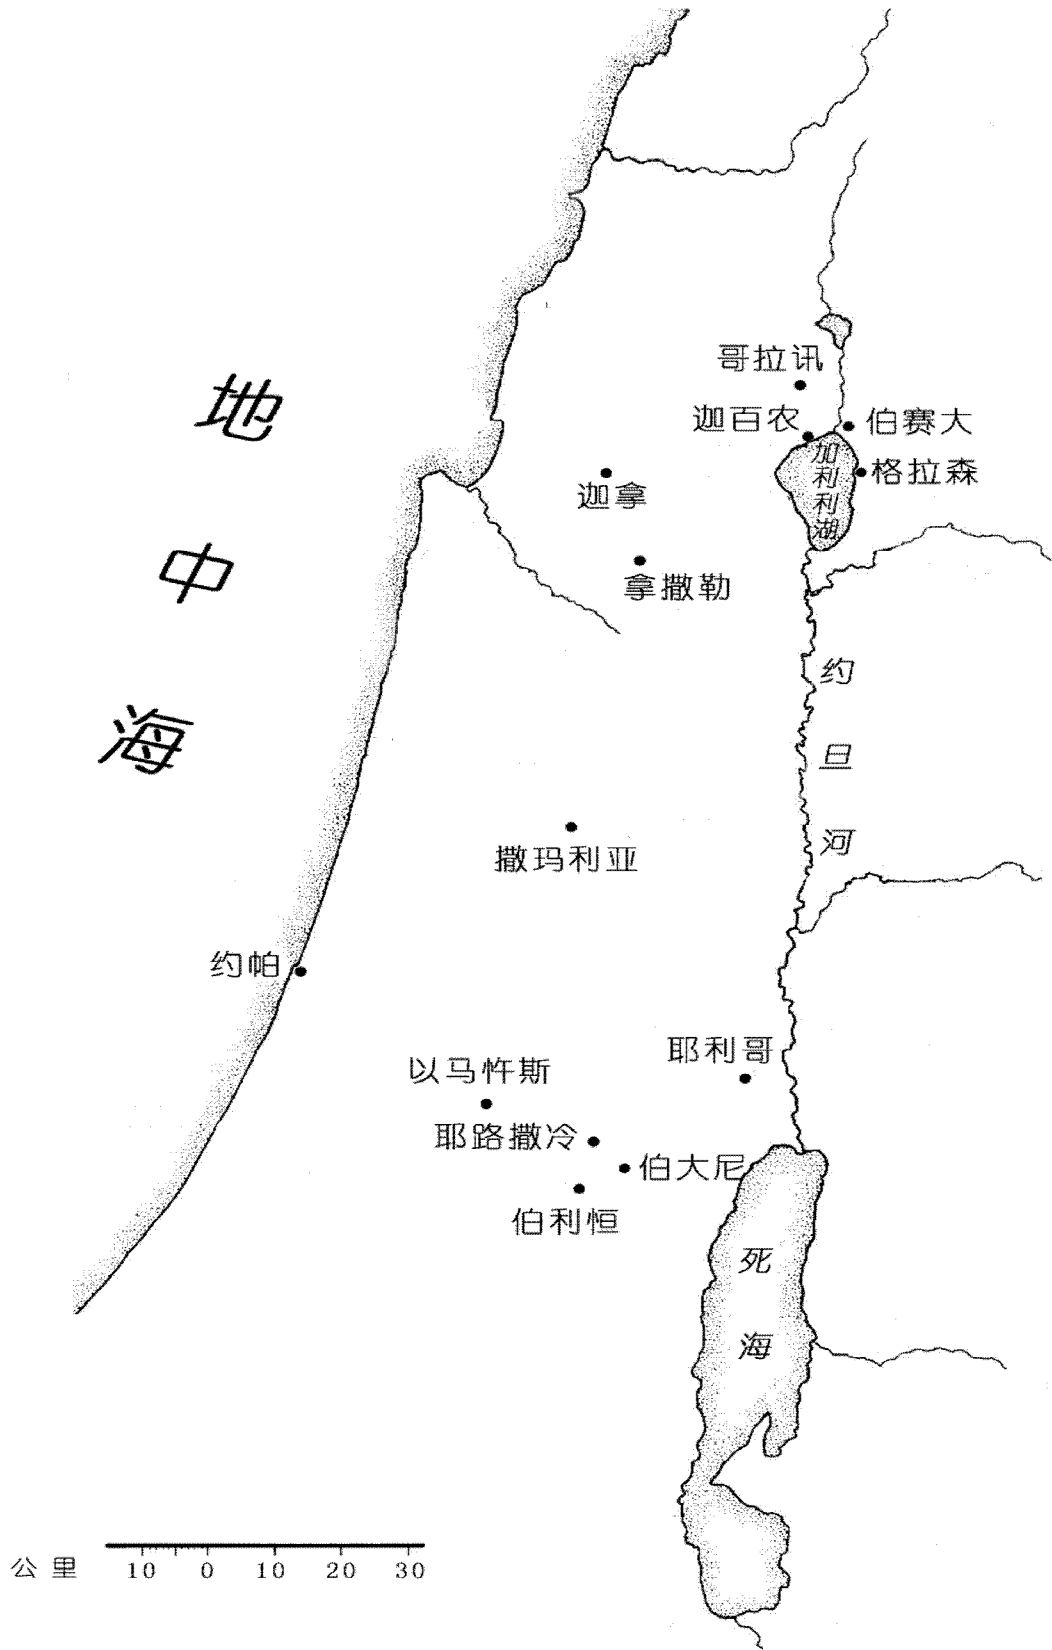 哥拉讯
地中海
迦百农
伯赛大
加利利湖
格拉森
迦拿
拿撒勒
约旦河
撒玛利亚
约帕
耶利哥
以马忤斯
耶路撒冷
伯大尼
伯利恒
死海
公里 10 0 10 20 30